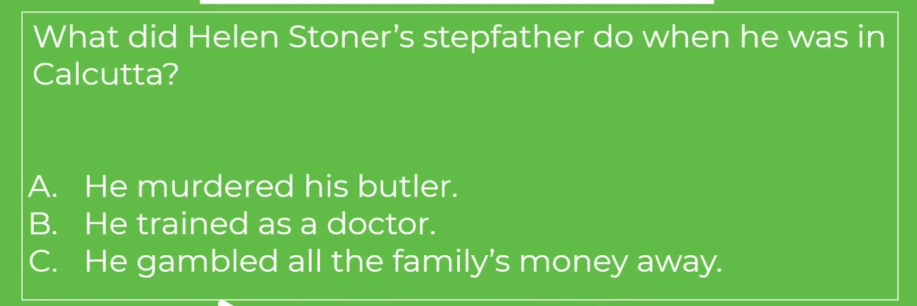 What did Helen Stoner’s stepfather do when he was in
Calcutta?
A. He murdered his butler.
B. He trained as a doctor.
C. He gambled all the family’s money away.